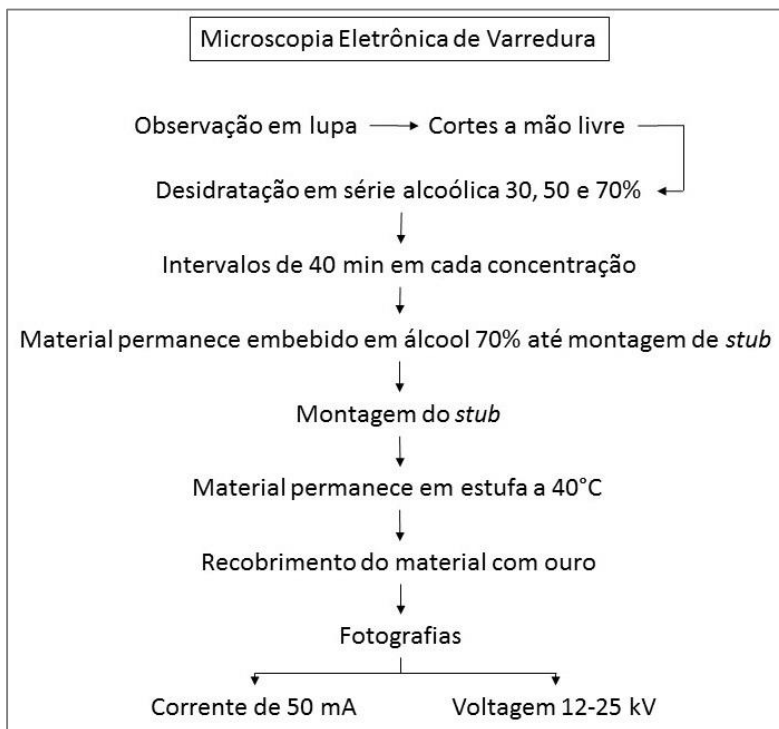 Microscopia Eletrônica de Varredura
Observação em lupa
Cortes a mão livre
Desidratação em série alcoólica 30, 50 e 70%
Intervalos de 40 min em cada concentração
Material permanece embebido em álcool 70% até montagem de stub
Montagem do stub
Material permanece em estufa a 40°C
Recobrimento do material com ouro
Fotografias
Corrente de 50 mA
Voltagem 12-25 kV